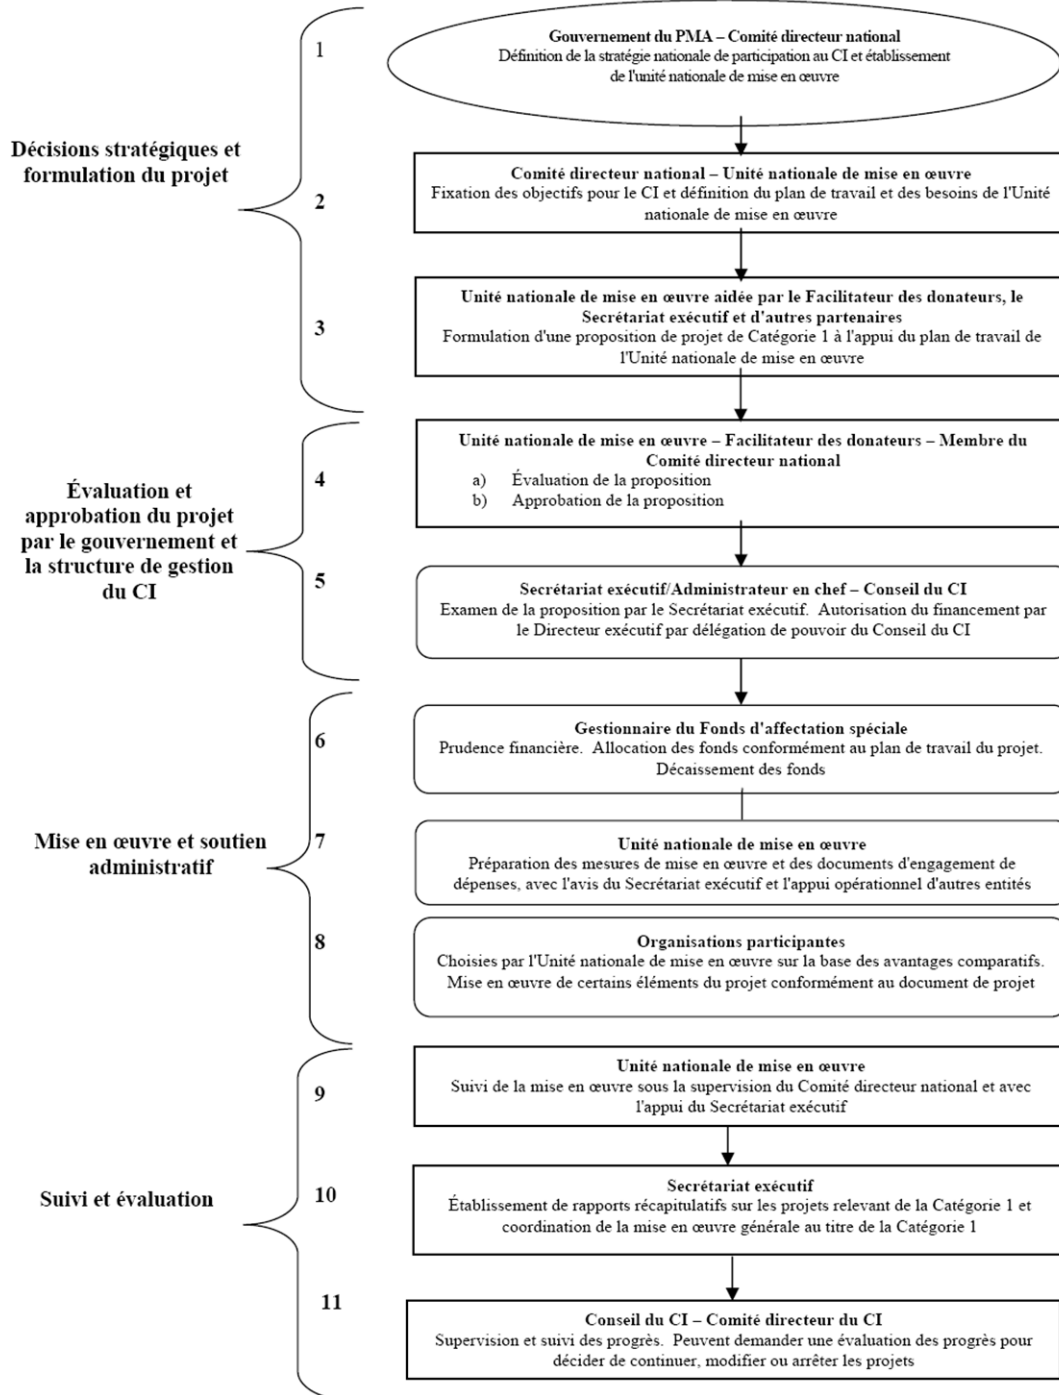 1
Gouvernement du PMA – Comité directeur national
Définition de la stratégie nationale de participation au CI et établissement
de l'unité nationale de mise en œuvre
Décisions stratégiques et
formulation du projet
2
Comité directeur national – Unité nationale de mise en œuvre
Fixation des objectifs pour le CI et définition du plan de travail et des besoins de l'Unité
nationale de mise en œuvre
3
Unité nationale de mise en œuvre aidée par le Facilitateur des donateurs, le
Secrétariat exécutif et d'autres partenaires
Formulation d'une proposition de projet de Catégorie 1 à l'appui du plan de travail de
l'Unité nationale de mise en œuvre
Évaluation et
approbation du projet
par le gouvernement et
la structure de gestion
du CI
4
Unité nationale de mise en œuvre – Facilitateur des donateurs – Membre du
Comité directeur national
a) Évaluation de la proposition
b) Approbation de la proposition
5
Secrétariat exécutif/Administrateur en chef – Conseil du CI
Examen de la proposition par le Secrétariat exécutif. Autorisation du financement par
le Directeur exécutif par délégation de pouvoir du Conseil du CI
Mise en œuvre et soutien
administratif
6
Gestionnaire du Fonds d'affectation spéciale
Prudence financière. Allocation des fonds conformément au plan de travail du projet.
Décaissement des fonds
7
Unité nationale de mise en œuvre
Préparation des mesures de mise en œuvre et des documents d'engagement de
dépenses, avec l'avis du Secrétariat exécutif et l'appui opérationnel d'autres entités
8
Organisations participantes
Choisies par l'Unité nationale de mise en œuvre sur la base des avantages comparatifs.
Mise en œuvre de certains éléments du projet conformément au document de projet
Suivi et évaluation
9
Unité nationale de mise en œuvre
Suivi de la mise en œuvre sous la supervision du Comité directeur national et avec
l'appui du Secrétariat exécutif
10
Secrétariat exécutif
Établissement de rapports récapitulatifs sur les projets relevant de la Catégorie 1 et
coordination de la mise en œuvre générale au titre de la Catégorie 1
11
Conseil du CI – Comité directeur du CI
Supervision et suivi des progrès. Peuvent demander une évaluation des progrès pour
décider de continuer, modifier ou arrêter les projets